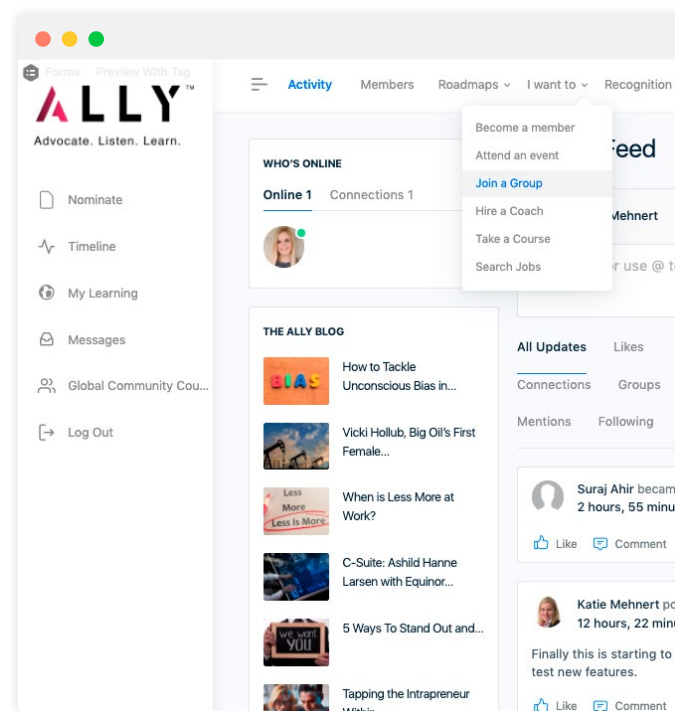 Forms Preview With Tag
ALLY™
Advocate. Listen. Learn.
Nominate
Timeline
My Learning
Messages
Global Community Cou...
Log Out
Activity Members Roadmaps I want to Recognition
Become a member
Attend an event
Join a Group
Hire a Coach
Take a Course
Search Jobs
WHO'S ONLINE
Online 1 Connections 1
THE ALLY BLOG
BIAS
How to Tackle
Unconscious Bias in...
Vicki Hollub, Big Oil's First
Female...
Less
More
Less Is More
When is Less More at
Work?
C-Suite: Ashild Hanne
Larsen with Equinor...
we want
YOU
5 Ways To Stand Out and...
Tapping the Intrapreneur
Within
Feed
Mehnert
or use @ t
All Updates Likes
Connections Groups
Mentions Following
Suraj Ahir becam
2 hours, 55 minu
Like Comment
Katie Mehnert po
12 hours, 22 minu
Finally this is starting to
test new features.
Like Comment